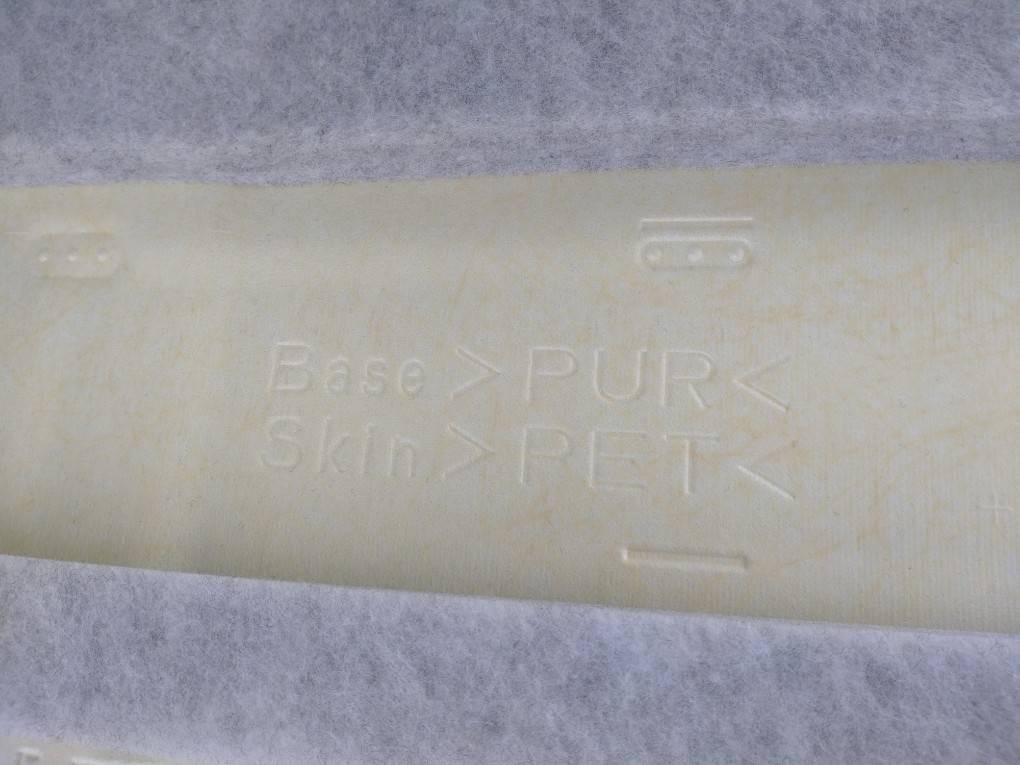 Base >PUR<
Skin >PET<